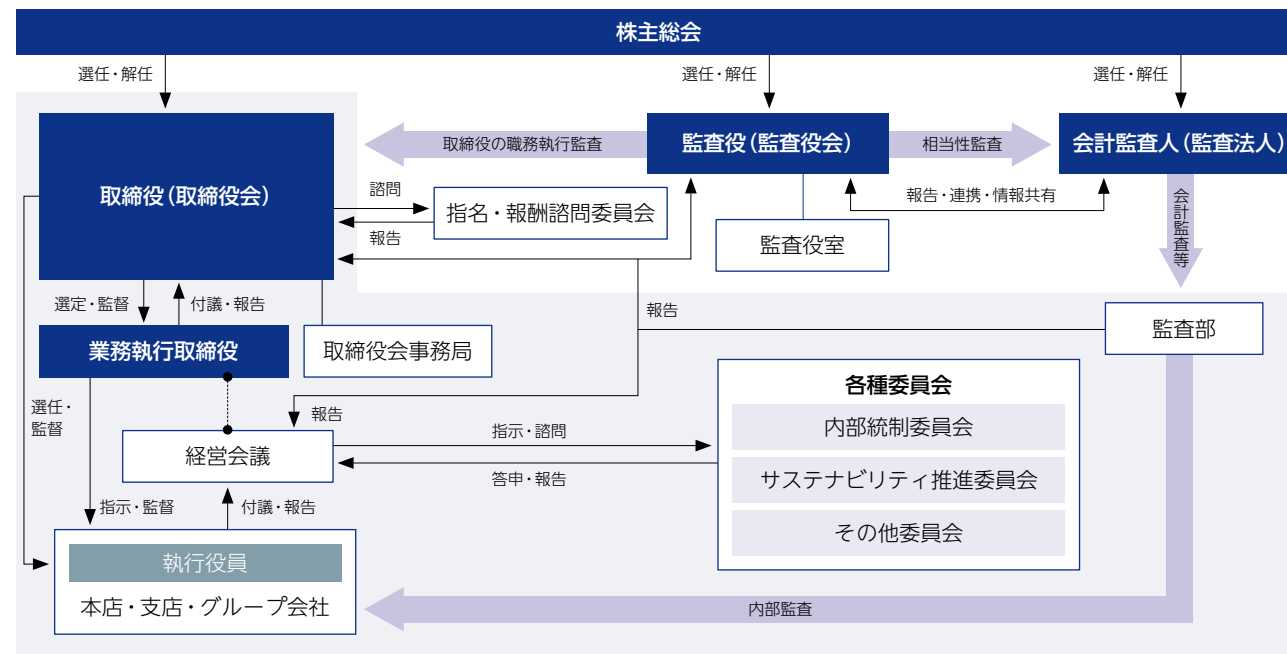 株主総会
選任・解任
選任・解任
選任・解任
取締役（取締役会）
取締役の職務執行監査
監査役（監査役会）
相当性監査
会計監査人（監査法人）
諮問
指名・報酬諮問委員会
報告
報告・連携・情報共有
監査役室
会計監査等
選定・監督
付議・報告
報告
監査部
業務執行取締役
取締役会事務局
各種委員会
内部統制委員会
サステナビリティ推進委員会
その他委員会
選任・
監督
報告
経営会議
指示・諮問
答申・報告
指示・監督
付議・報告
執行役員
本店・支店・グループ会社
内部監査